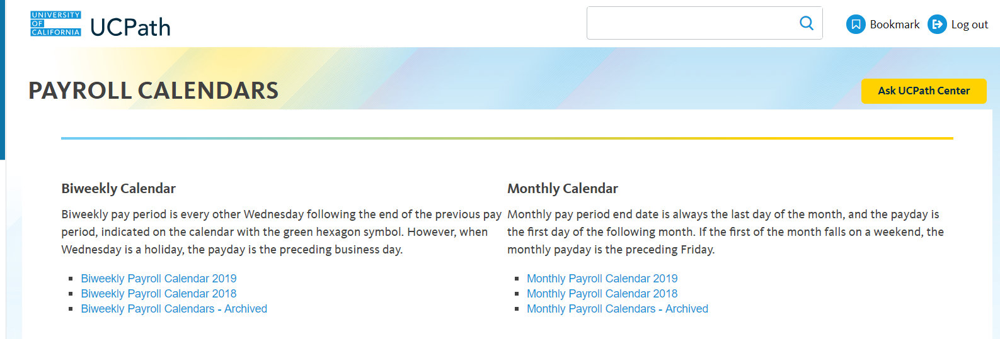 UNIVERSITY
OF
CALIFORNIA
UCPath
Bookmark
Log out
PAYROLL CALENDARS
Ask UCPath Center
Biweekly Calendar
Biweekly pay period is every other Wednesday following the end of the previous pay
period, indicated on the calendar with the green hexagon symbol. However, when
Wednesday is a holiday, the payday is the preceding business day.
Biweekly Payroll Calendar 2019
Biweekly Payroll Calendar 2018
Biweekly Payroll Calendars - Archived
Monthly Calendar
Monthly pay period end date is always the last day of the month, and the payday is
the first day of the following month. If the first of the month falls on a weekend, the
monthly payday is the preceding Friday.
Monthly Payroll Calendar 2019
Monthly Payroll Calendar 2018
Monthly Payroll Calendars - Archived